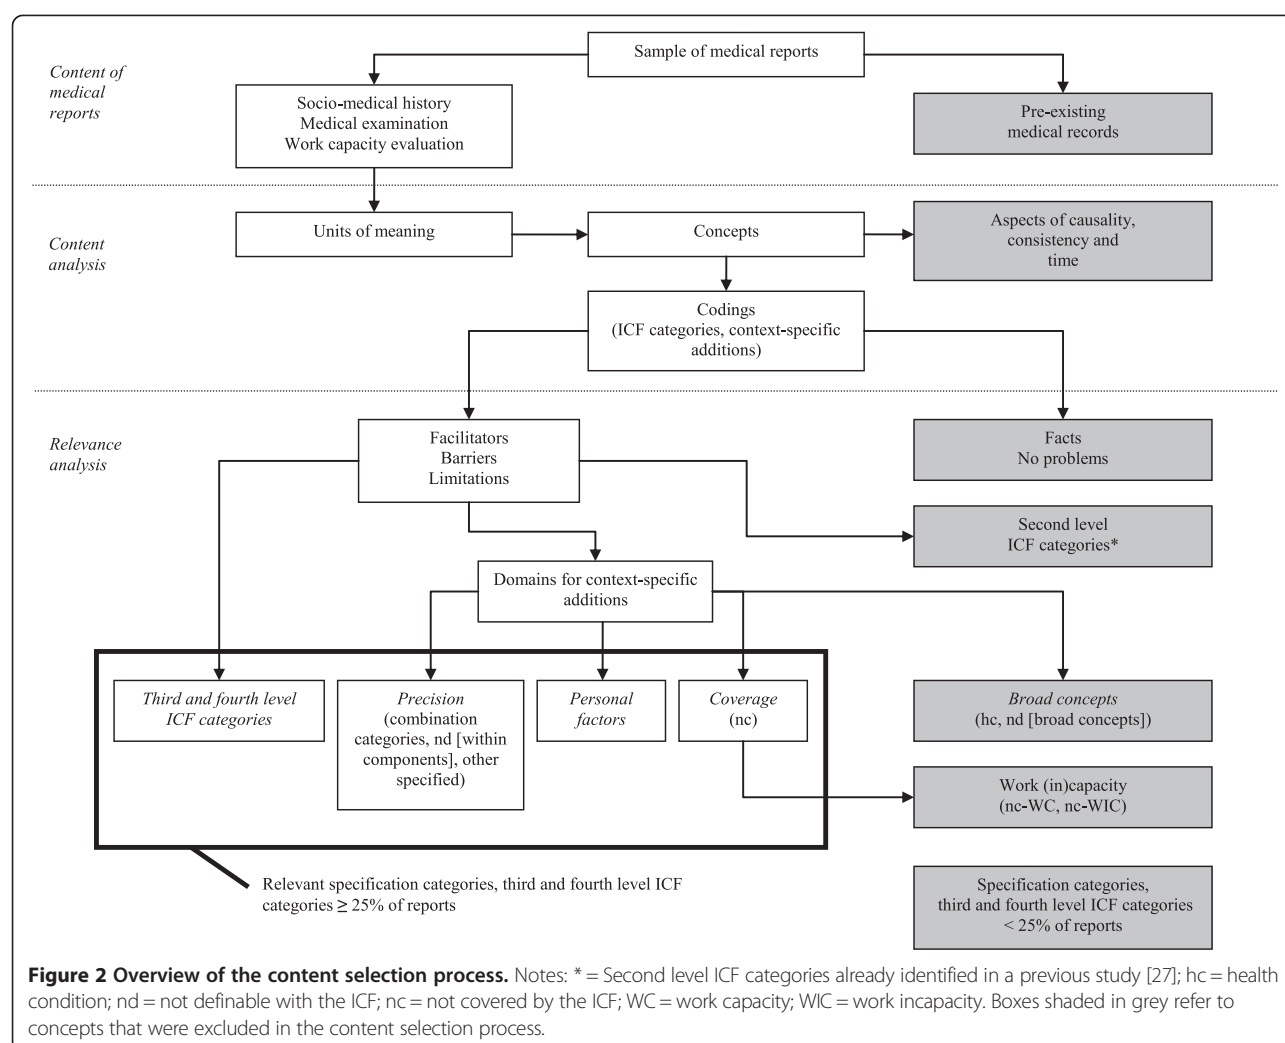 Content of
medical
reports
Sample of medical reports
Socio-medical history
Medical examination
Work capacity evaluation
Pre-existing
medical records
Content
analysis
Units of meaning
Concepts
Aspects of causality,
consistency and
time
Codings
(ICF categories, context-specific
additions)
Relevance
analysis
Facilitators
Barriers
Limitations
Facts
No problems
Second level
ICF categories*
Domains for context-specific
additions
Third and fourth level
ICF categories
Precision
(combination
categories, nd [within
components], other
specified)
Personal
factors
Coverage
(nc)
Broad concepts
(hc, nd [broad concepts])
Work (in)capacity
(nc-WC, nc-WIC)
Relevant specification categories, third and fourth level ICF
categories ≥ 25% of reports
Specification categories,
third and fourth level ICF categories
< 25% of reports
Figure 2 Overview of the content selection process. Notes: * = Second level ICF categories already identified in a previous study [27]; hc = health
condition; nd = not definable with the ICF; nc = not covered by the ICF; WC = work capacity; WIC = work incapacity. Boxes shaded in grey refer to
concepts that were excluded in the content selection process.